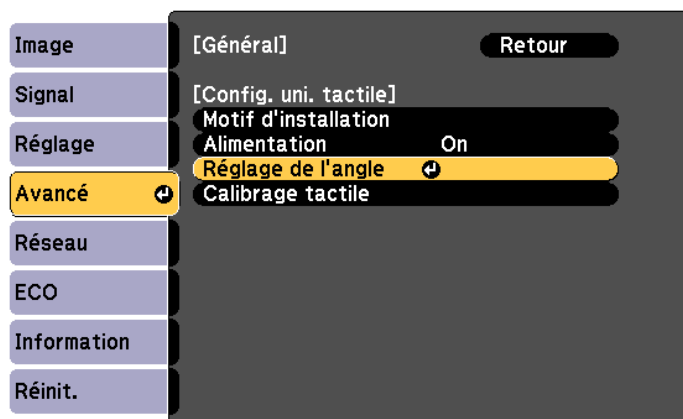 Image
Signal
Réglage
Avancé
Réseau
ECO
Information
Réinit.
[Général] Retour
[Config. uni. tactile]
Motif d'installation
Alimentation On
Réglage de l'angle
Calibrage tactile